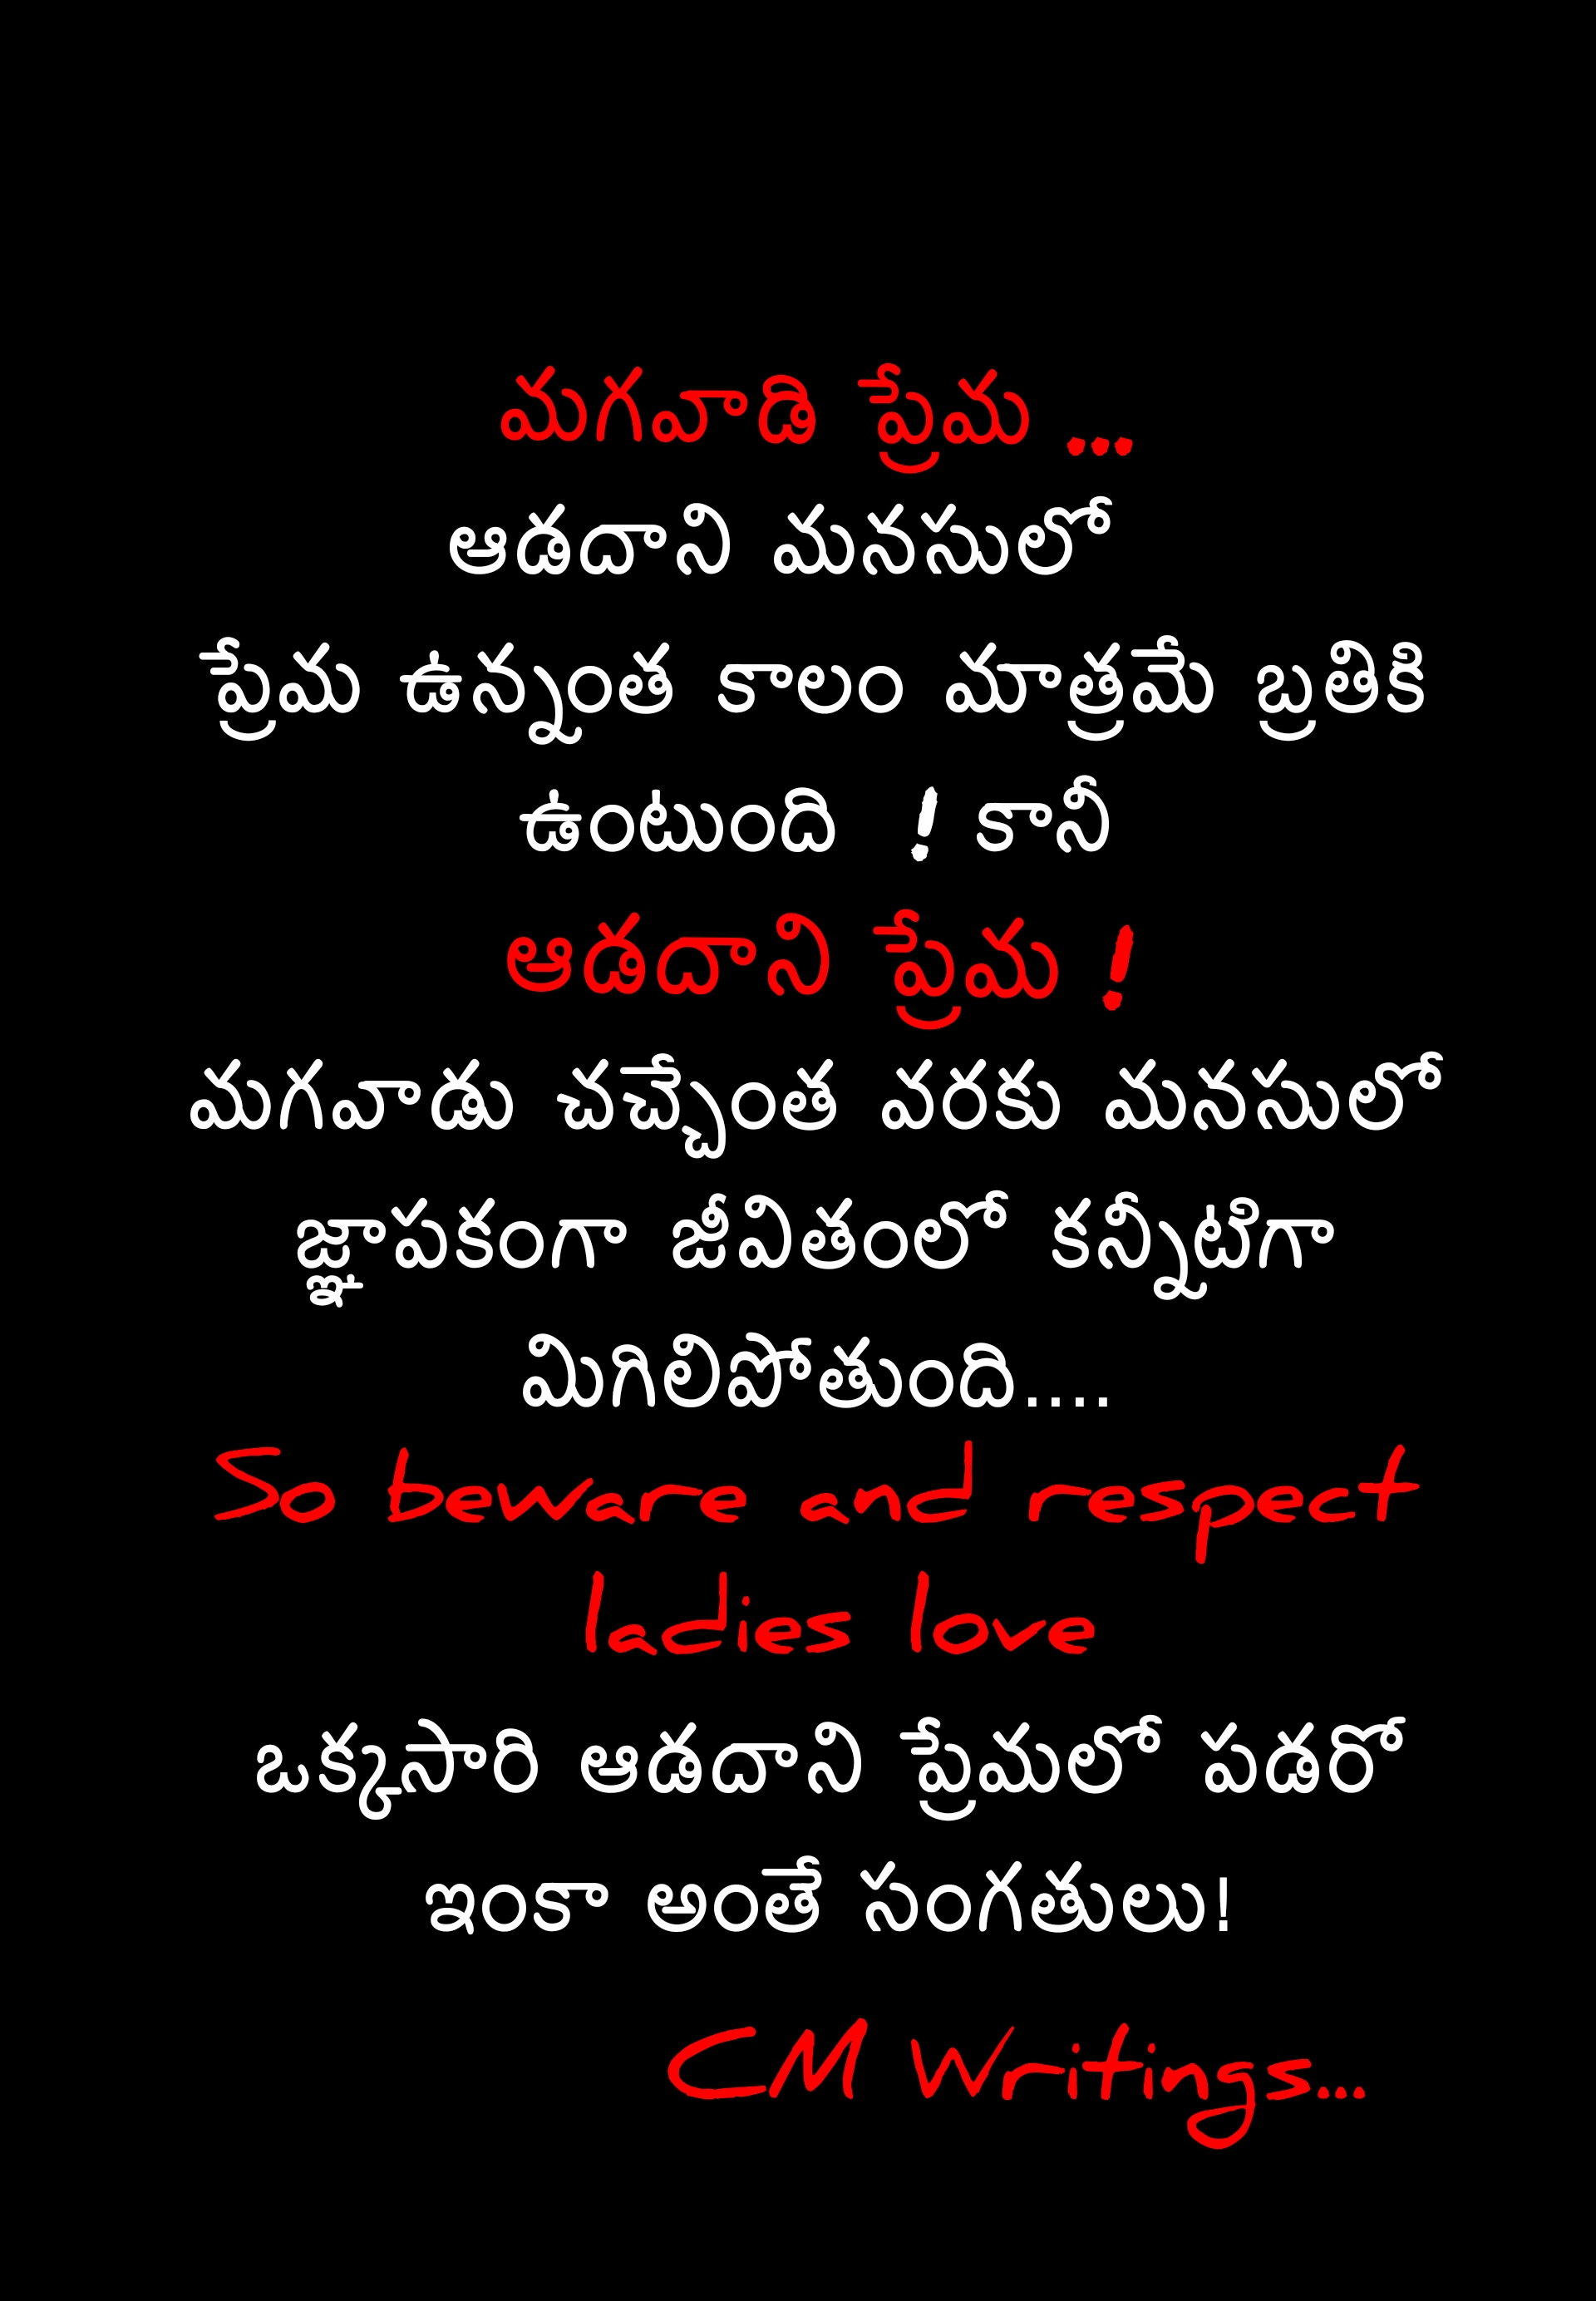 మగవాడి ప్రేమ ...
ఆడదాని మనసులో
ప్రేమ ఉన్నంత కాలం మాత్రమే బ్రతికి
ఉంటుంది ! కానీ
ఆడదాని ప్రేమ !
మగవాడు చచ్చేంత వరకు మనసులో
జ్ఞాపకంగా జీవితంలో కన్నీటిగా
మిగిలిపోతుంది....
So beware and respect
ladies love
ఒక్కసారి ఆడదాని ప్రేమలో పడరో
ఇంకా అంతే సంగతులు!
CM Writings...